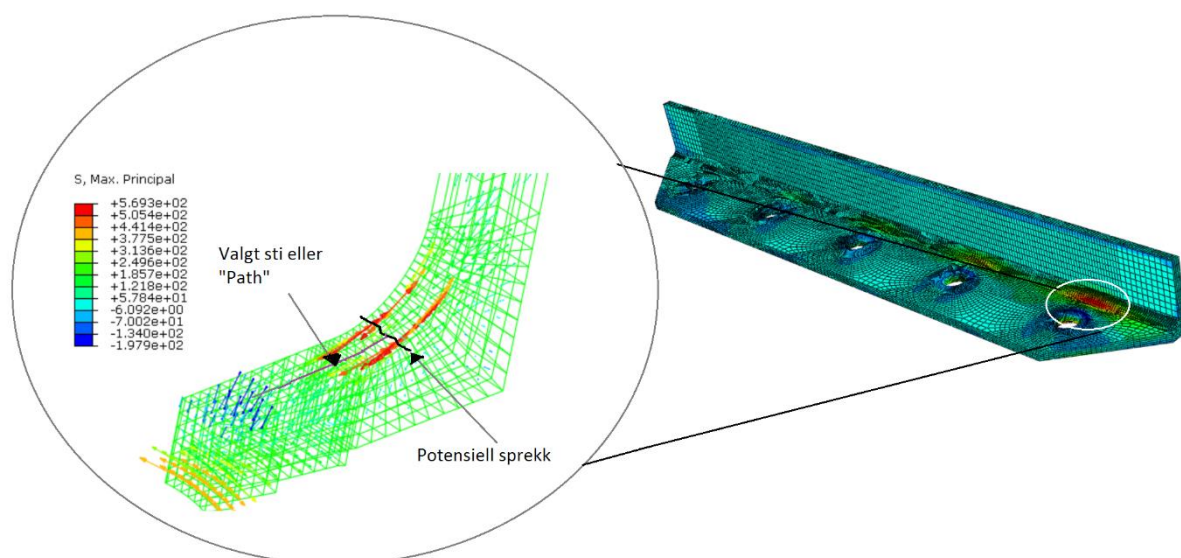 S, Max. Principal
+5.693e+02
+5.054e+02
+4.414e+02
+3.775e+02
+3.136e+02
+2.496e+02
+1.857e+02
+1.218e+02
+5.784e+01
-6.092e+00
-7.002e+01
-1.340e+02
-1.979e+02
Valgt sti eller
"Path"
Potensiell sprekk